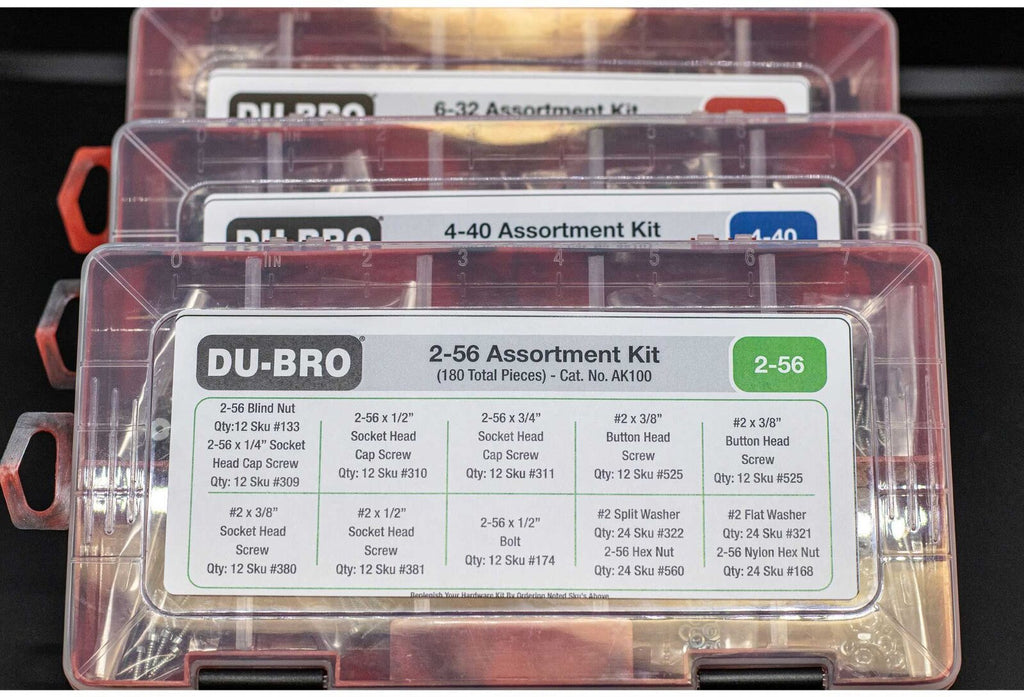 DU-BRO
6-32 Assortment Kit
DU-BRO
4-40 Assortment Kit
4-40
0 1IN 2 3 4 5 6 7
DU-BRO®
2-56 Assortment Kit
(180 Total Pieces) - Cat. No. AK100
2-56
2-56 Blind Nut
Qty:12 Sku #133
2-56 x 1/4” Socket
Head Cap Screw
Qty: 12 Sku #309
2-56 x 1/2”
Socket Head
Cap Screw
Qty: 12 Sku #310
2-56 x 3/4”
Socket Head
Cap Screw
Qty: 12 Sku #311
#2 x 3/8”
Button Head
Screw
Qty: 12 Sku #525
#2 x 3/8”
Button Head
Screw
Qty: 12 Sku #525
#2 x 3/8”
Socket Head
Screw
Qty: 12 Sku #380
#2 x 1/2”
Socket Head
Screw
Qty: 12 Sku #381
2-56 x 1/2”
Bolt
Qty: 12 Sku #174
#2 Split Washer
Qty: 24 Sku #322
2-56 Hex Nut
Qty: 24 Sku #560
#2 Flat Washer
Qty: 24 Sku #321
2-56 Nylon Hex Nut
Qty: 24 Sku #168
Replenish Your Hardware Kit By Ordering Noted Sku's Above